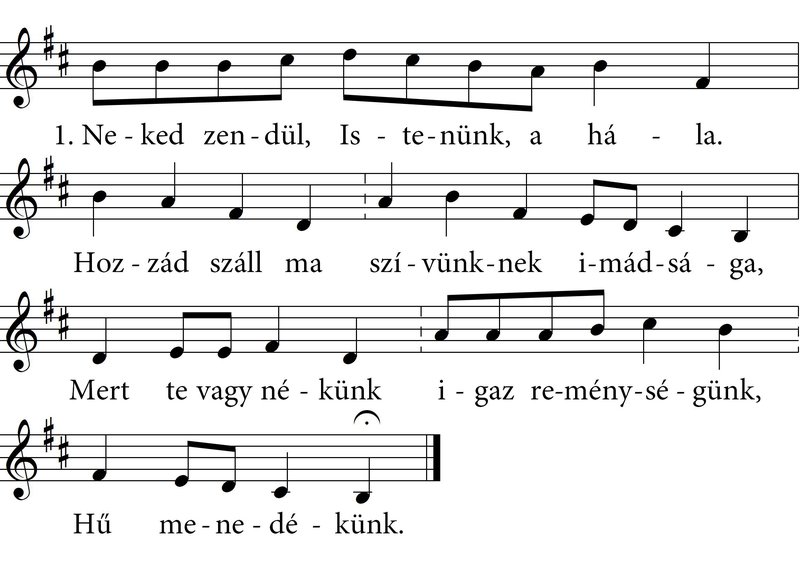 1. Ne - ked zen - dül, Is - te - nünk, a há - la.
Hoz - zád száll ma szí - vünk - nek i - mád - sá - ga,
Mert te vagy né - künk i - gaz re - mény - sé - günk,
Hű me - ne - dé - künk.